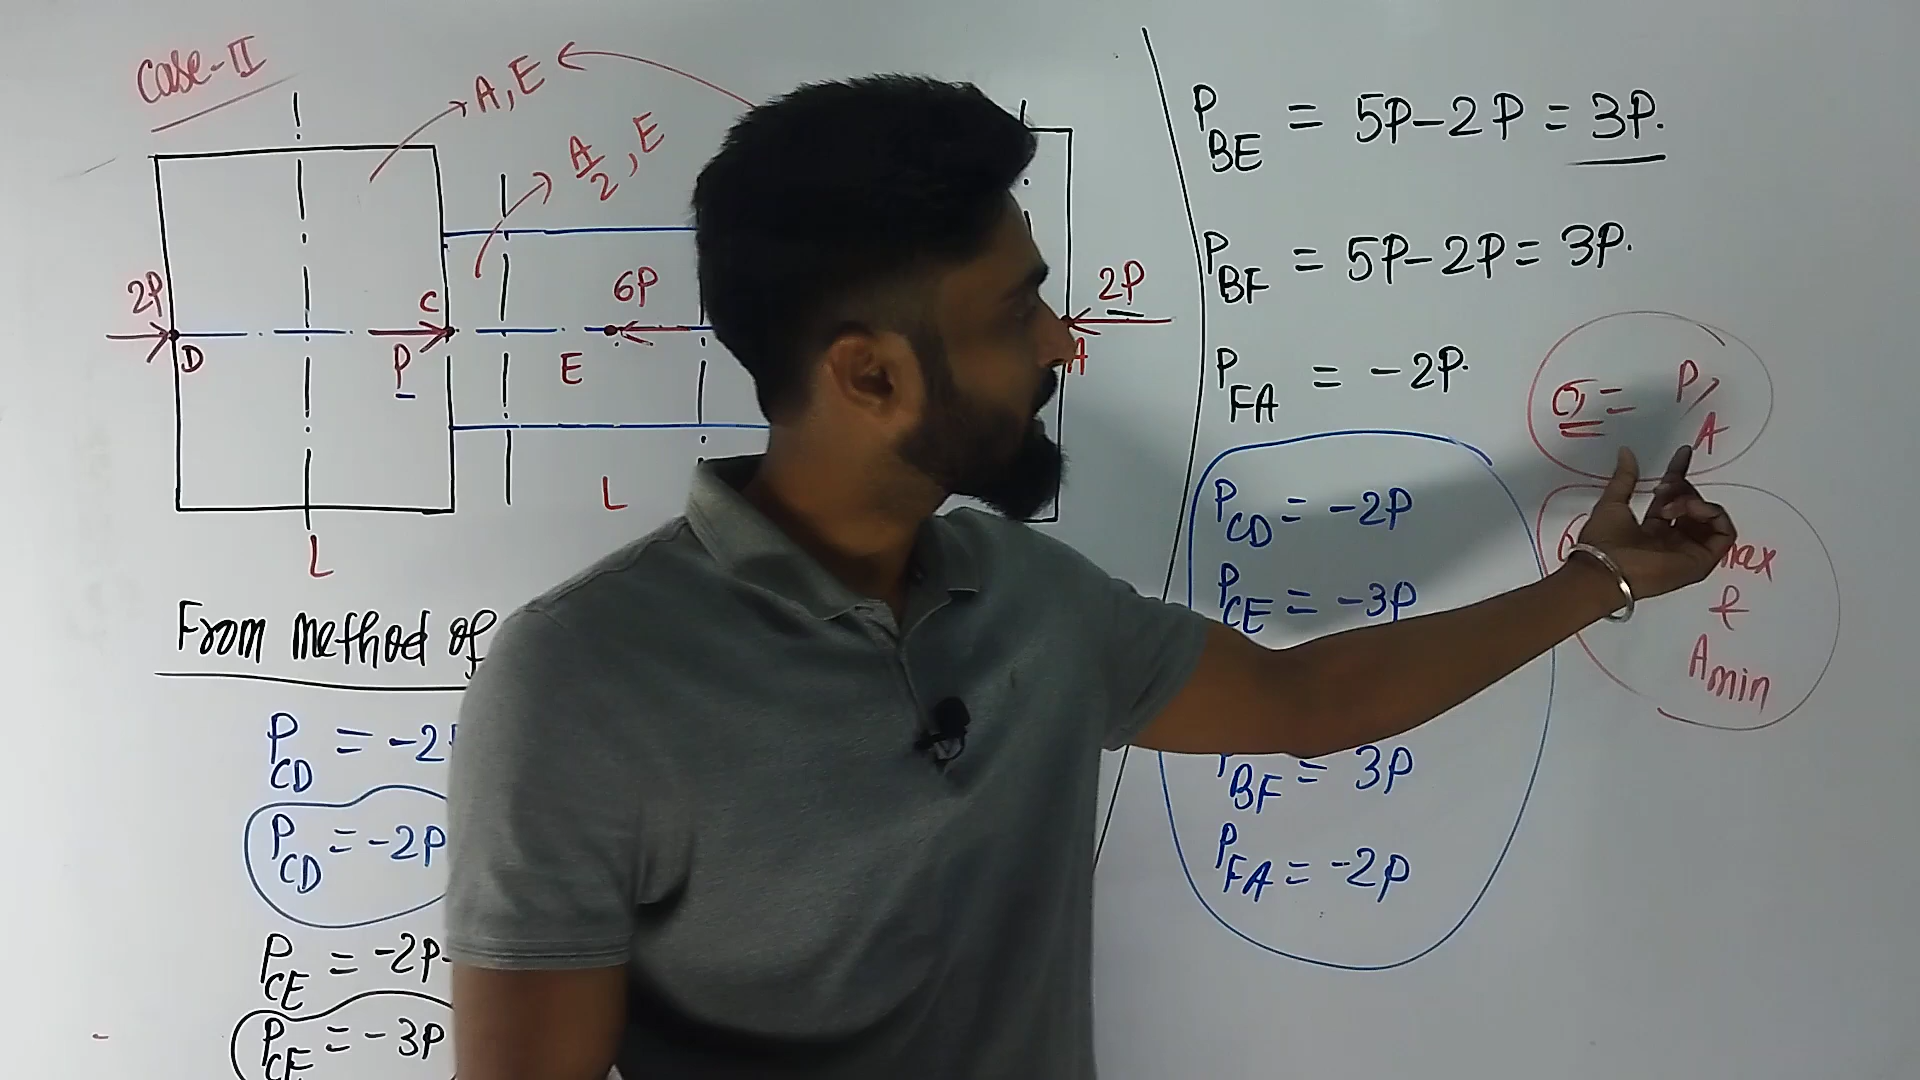 Case-II
A, E
A/2, E
2P
D
P
C
6P
E
2P
A
L
L
From method of
P_CD = -2
P_CD = -2P
P_CE = -2P-
P_CE = -3P
P_BE = 5P-2P = 3P.
P_BF = 5P-2P = 3P.
P_FA = -2P.
σ = P/A
P_CD = -2P
P_CE = -3P
P_BF = 3P
P_FA = -2P
max
&
Amin